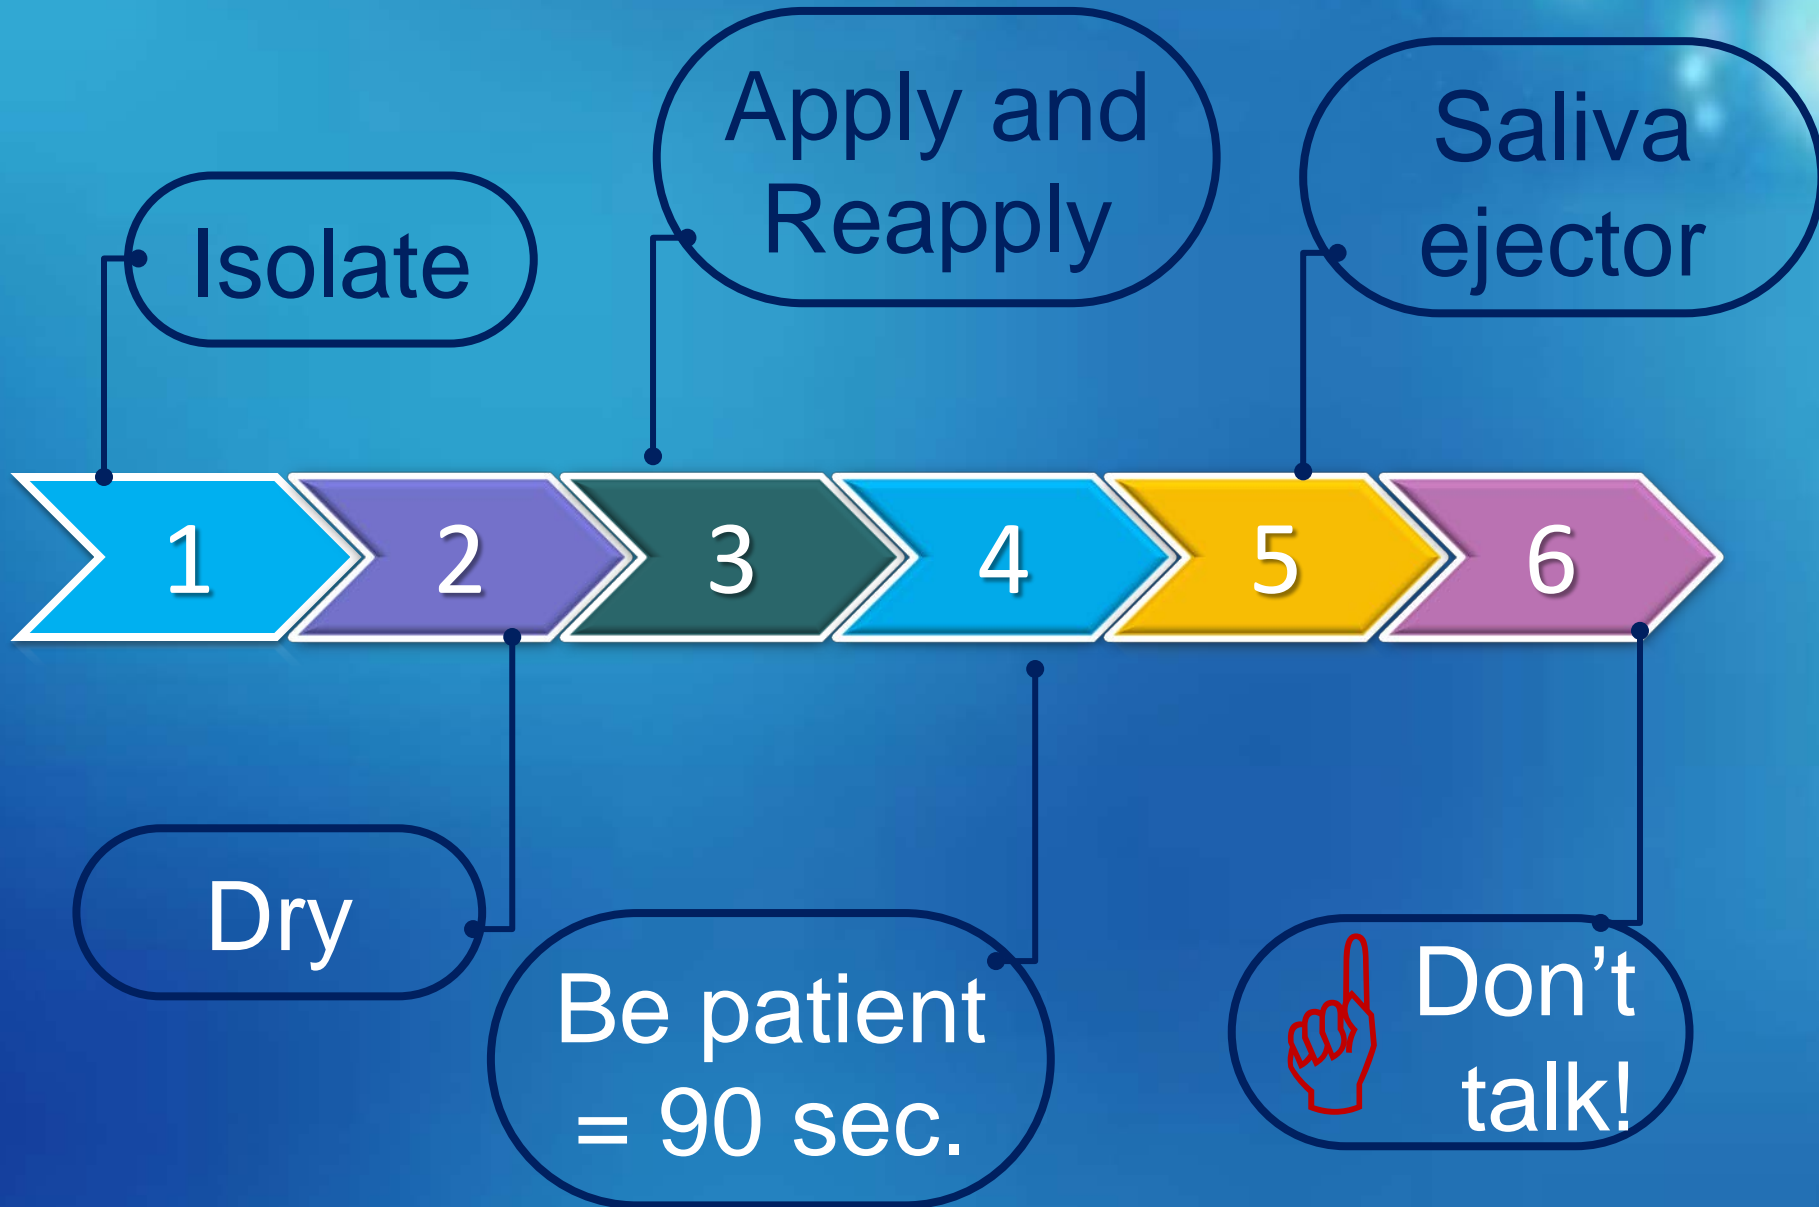 Apply and
Reapply
Saliva
ejector
Isolate
1
2
3
4
5
6
Dry
Be patient
= 90 sec.
Don’t
talk!